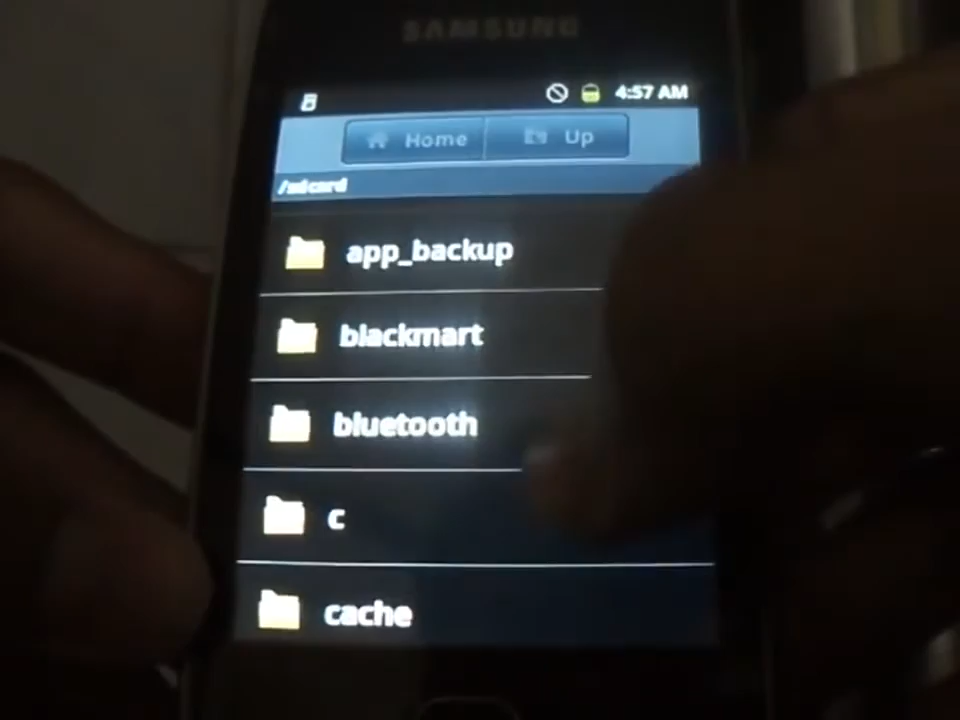 SAMSUNG
4:57 AM
Home Up
/sdcard
app_backup
blackmart
bluetooth
c
cache